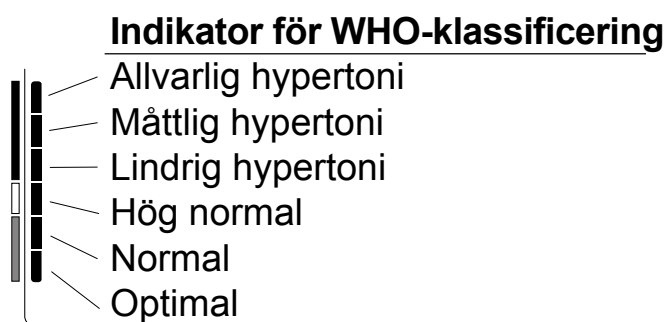 Indikator för WHO-klassificering
Allvarlig hypertoni
Måttlig hypertoni
Lindrig hypertoni
Hög normal
Normal
Optimal